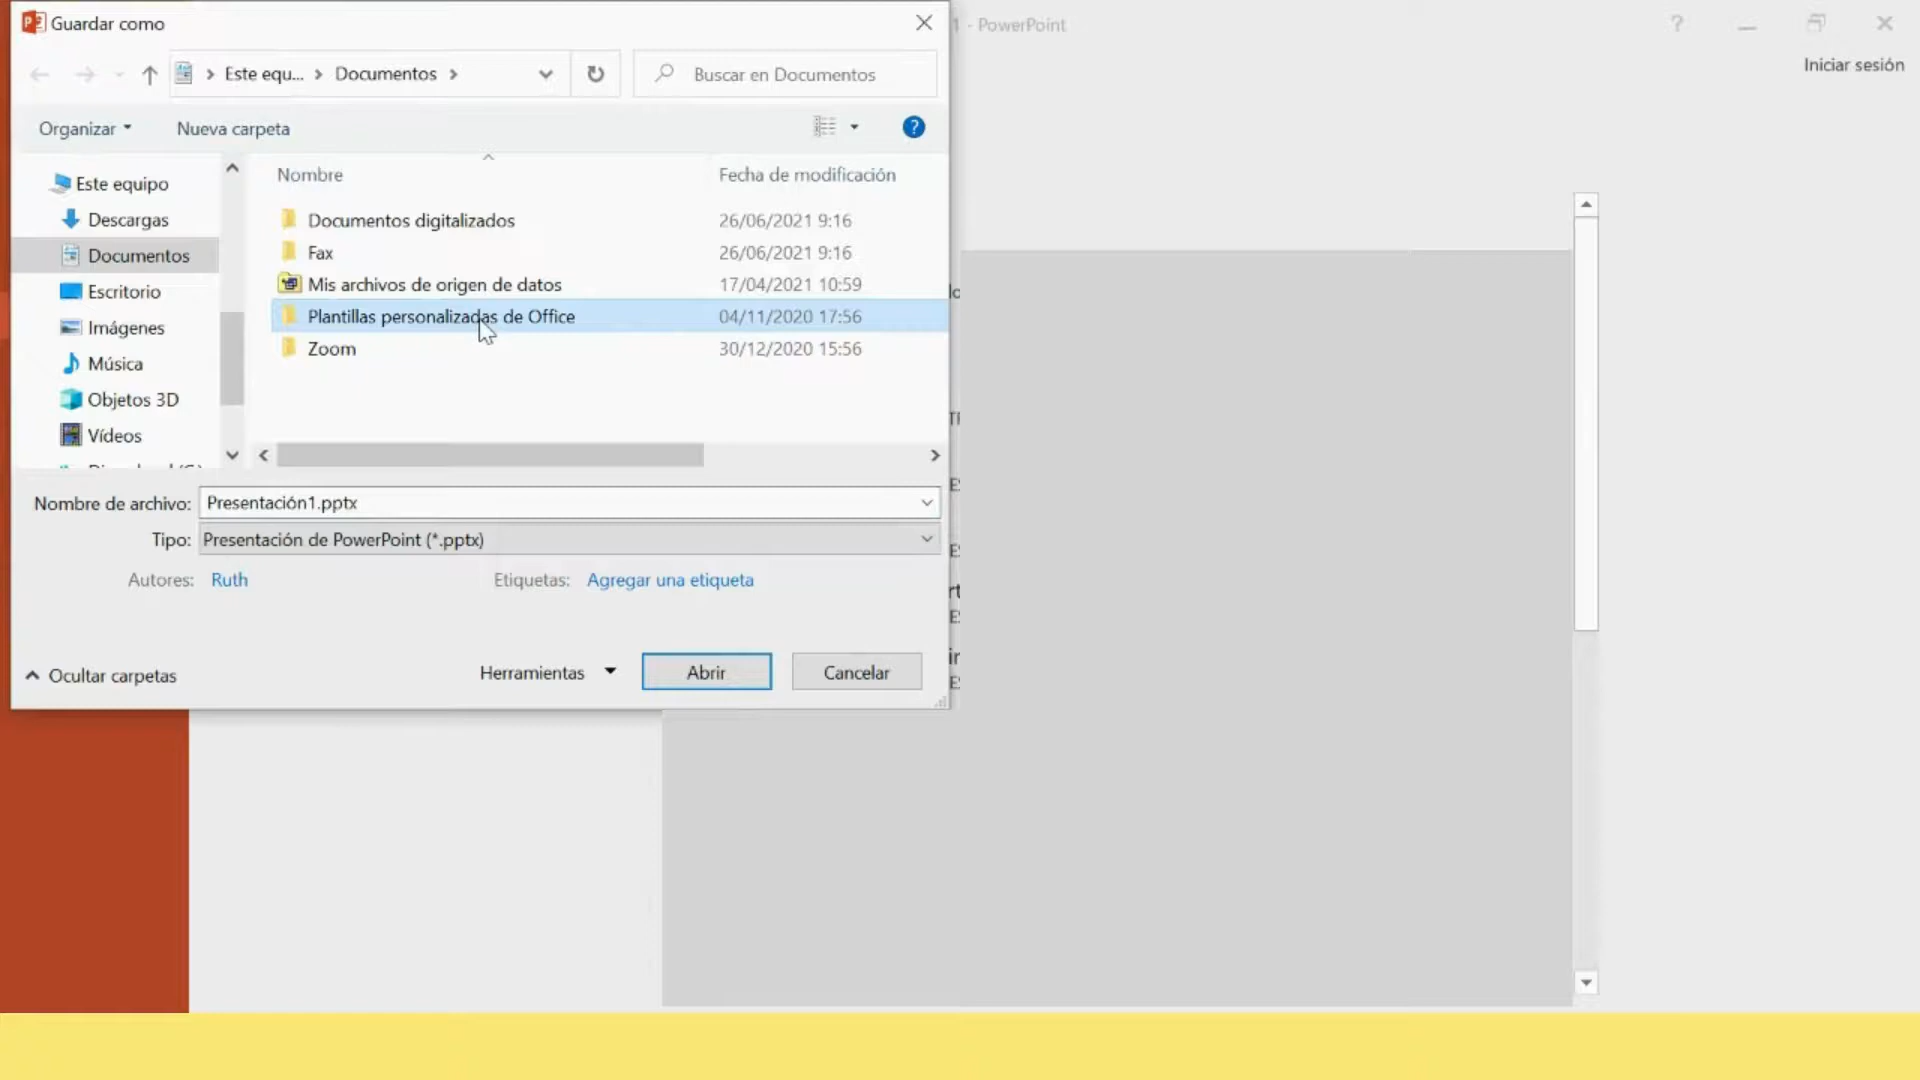 Guardar como
1 - PowerPoint
?
Iniciar sesión
Este equ... > Documentos >
Buscar en Documentos
Organizar
Nueva carpeta
?
Nombre
Fecha de modificación
Este equipo
Descargas
Documentos
Escritorio
Imágenes
Música
Objetos 3D
Vídeos
Documentos digitalizados
26/06/2021 9:16
Fax
26/06/2021 9:16
Mis archivos de origen de datos
17/04/2021 10:59
Plantillas personalizadas de Office
04/11/2020 17:56
Zoom
30/12/2020 15:56
Nombre de archivo:
Presentación1.pptx
Tipo:
Presentación de PowerPoint (*.pptx)
Autores:
Ruth
Etiquetas:
Agregar una etiqueta
Ocultar carpetas
Herramientas
Abrir
Cancelar